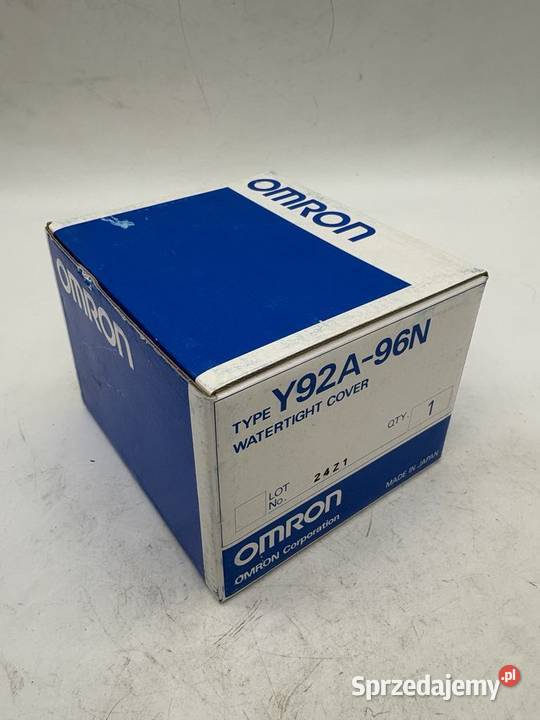 OMRON
OMRON
TYPE Y92A-96N
WATERTIGHT COVER
QTY. 1
LOT No. 24Z1
OMRON
OMRON Corporation
MADE IN JAPAN
Sprzedajemy.pl